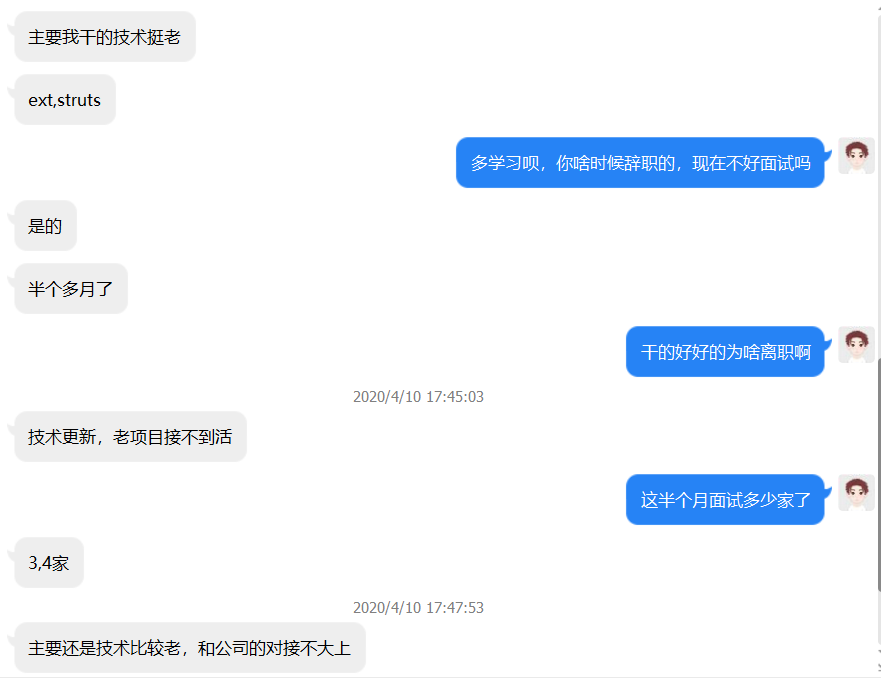 主要我干的技术挺老
ext,struts
多学习呗，你啥时候辞职的，现在不好面试吗
是的
半个多月了
干的好好的为啥离职啊
2020/4/10 17:45:03
技术更新，老项目接不到活
这半个月面试多少家了
3,4家
2020/4/10 17:47:53
主要还是技术比较老，和公司的对接不大上